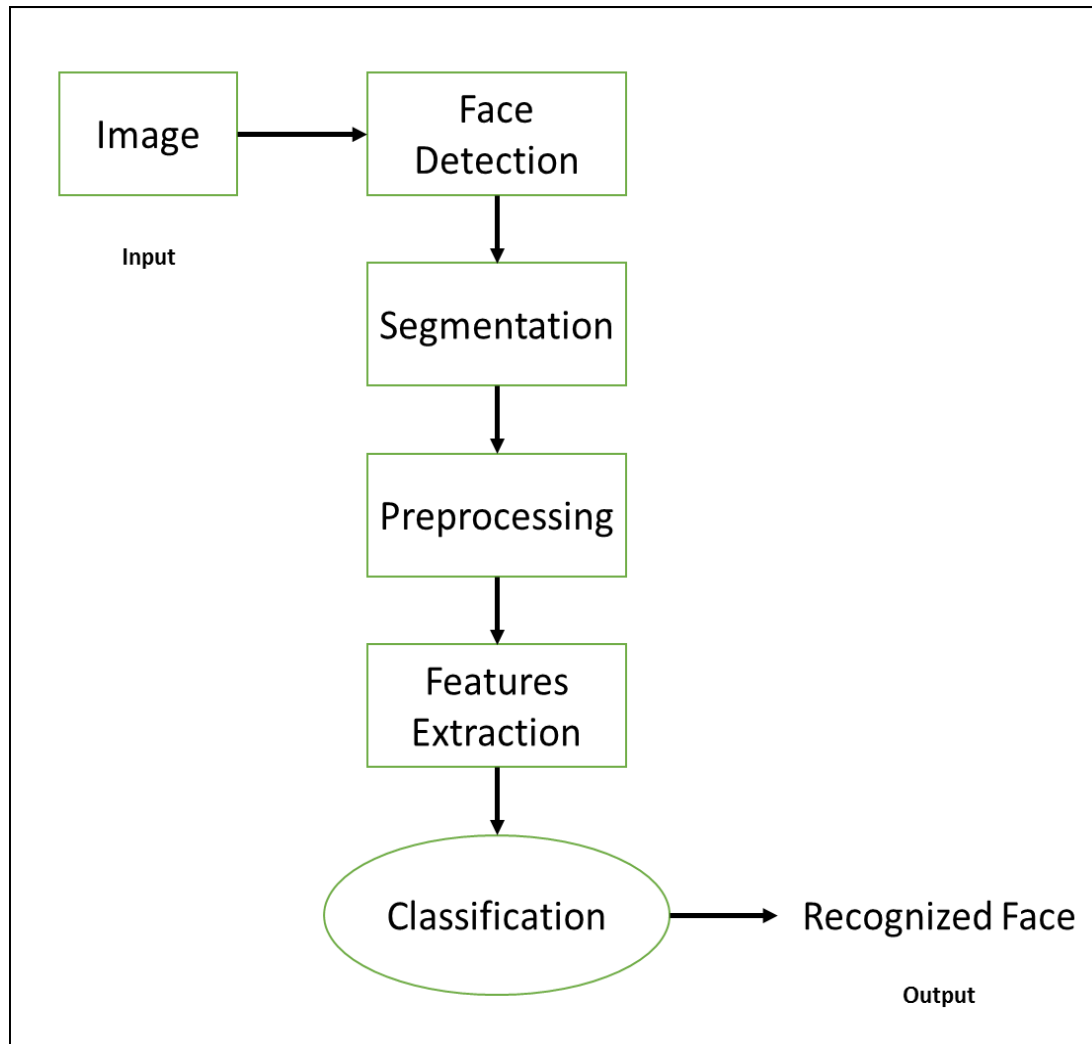 Image
Face
Detection
Input
Segmentation
Preprocessing
Features
Extraction
Classification
Recognized Face
Output